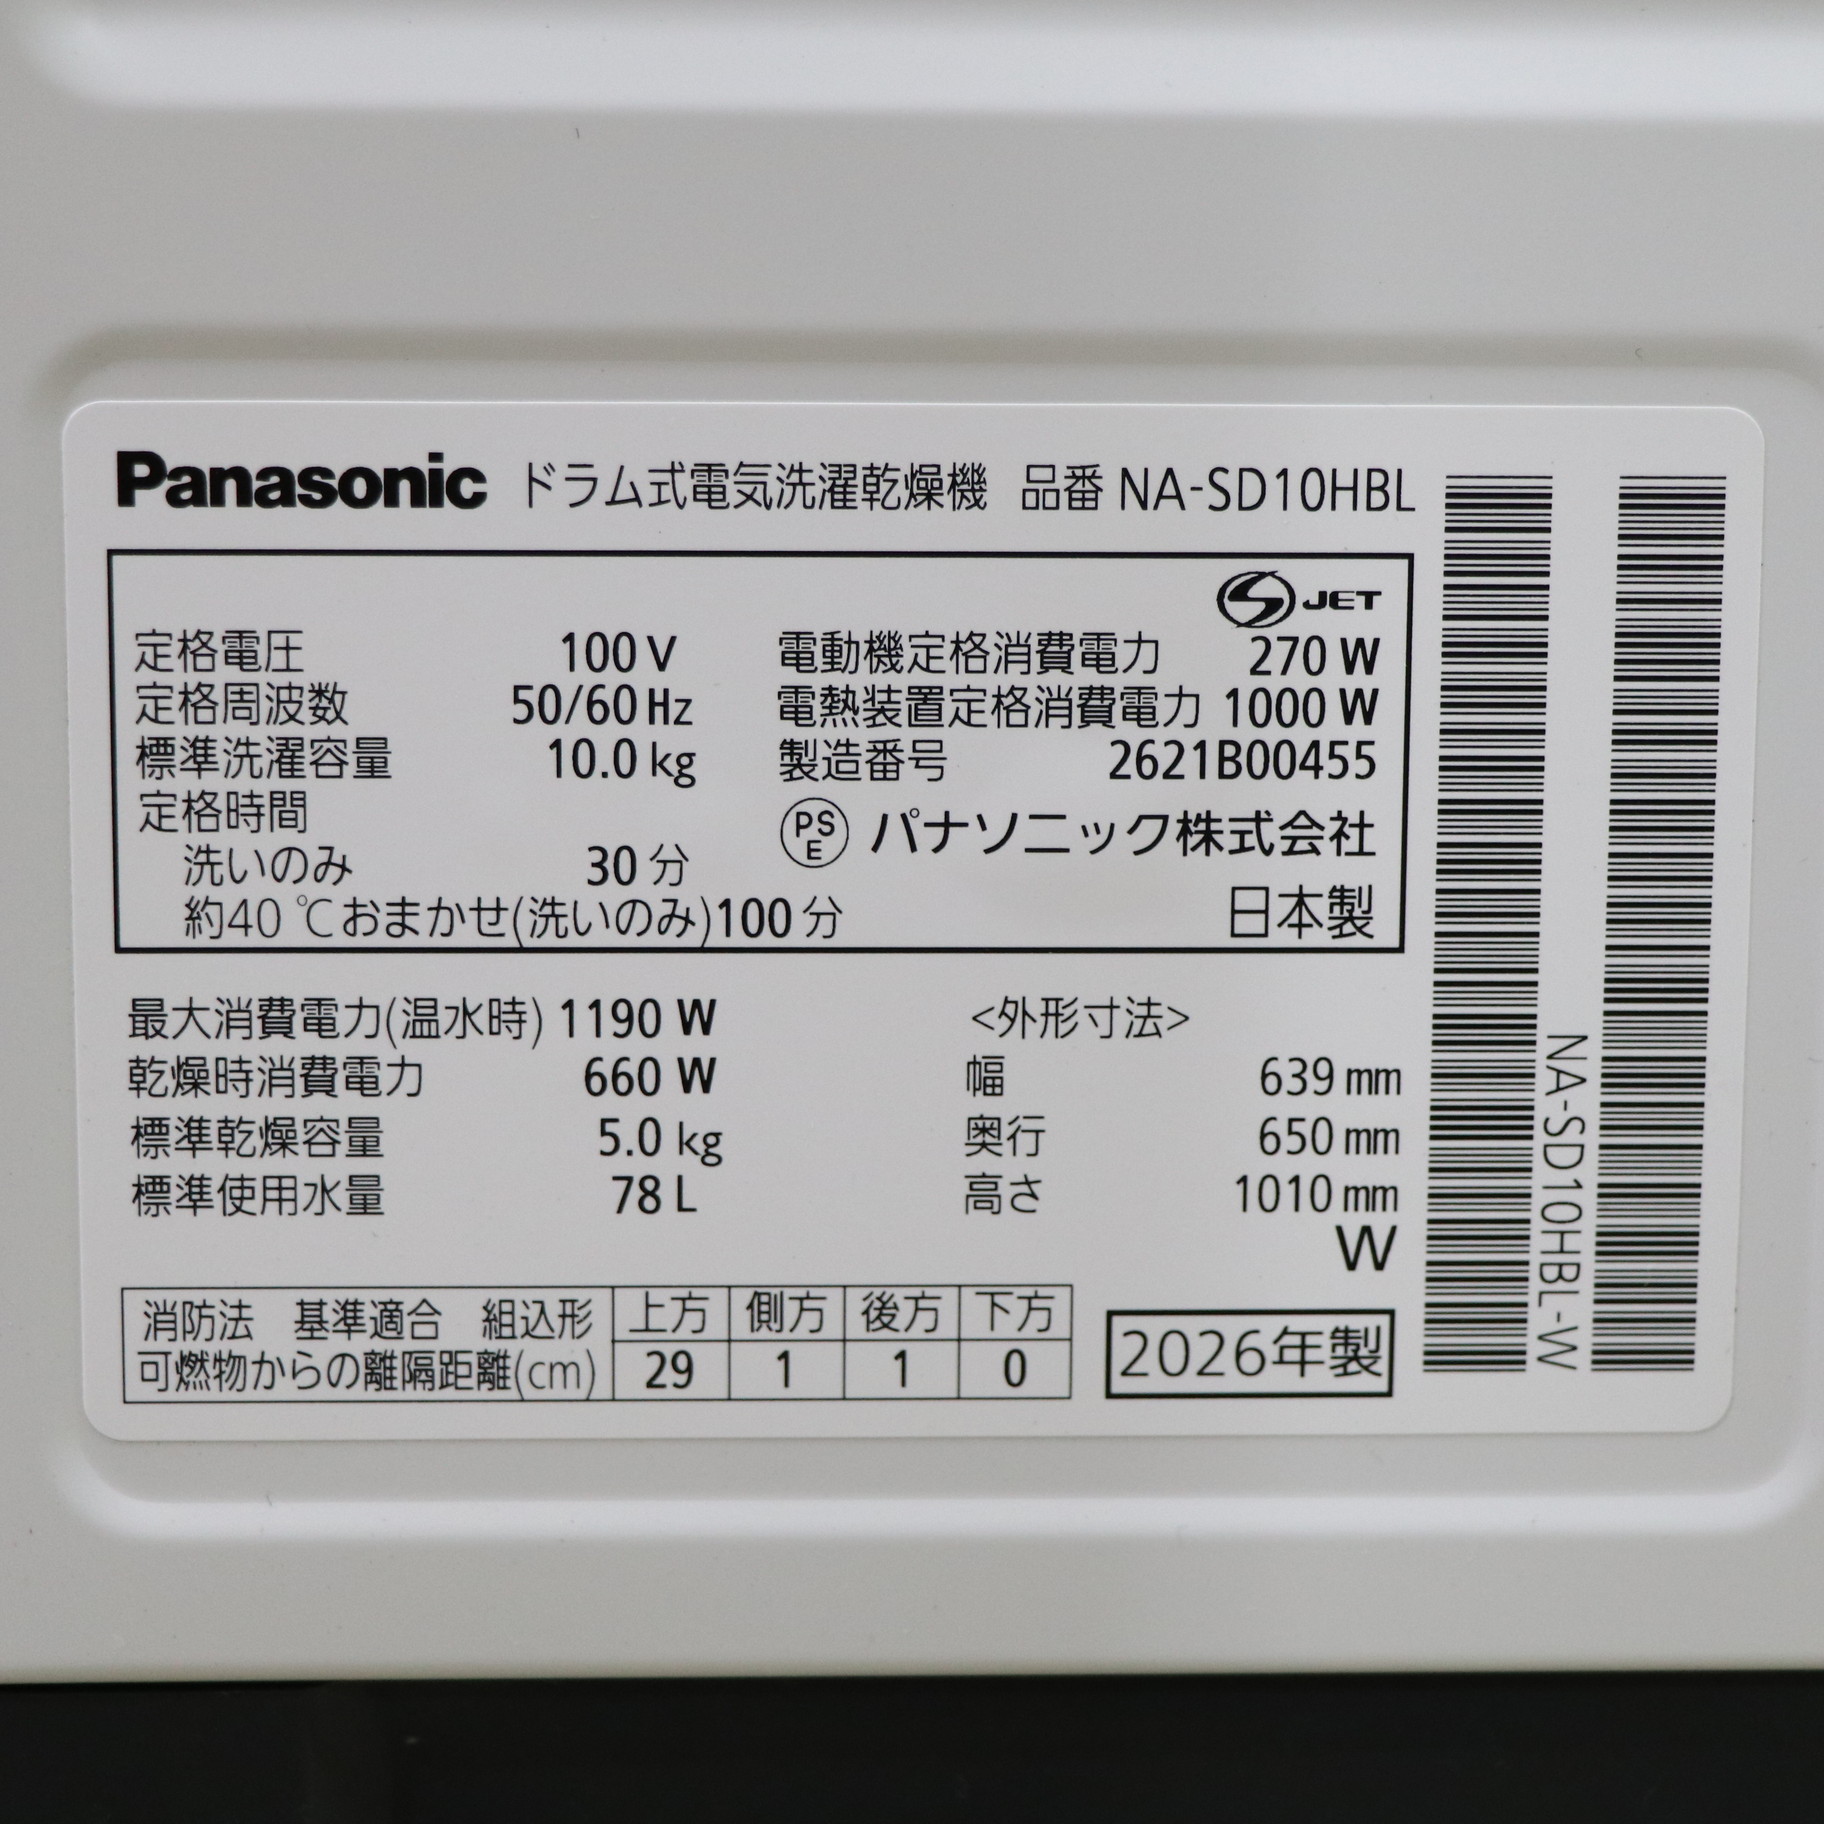 Panasonic ドラム式電気洗濯乾燥機 品番 NA-SD10HBL
JET
定格電圧 100 V
定格周波数 50/60 Hz
標準洗濯容量 10.0 kg
定格時間
洗いのみ 30 分
約40℃おまかせ(洗いのみ)100 分
電動機定格消費電力 270 W
電熱装置定格消費電力 1000 W
製造番号 2621B00455
PSE パナソニック株式会社
日本製
最大消費電力(温水時) 1190 W
乾燥時消費電力 660 W
標準乾燥容量 5.0 kg
標準使用水量 78 L
<外形寸法>
幅 639 mm
奥行 650 mm
高さ 1010 mm
W
消防法 基準適合 組込形 上方 側方 後方 下方
可燃物からの離隔距離(cm) 29 1 1 0
2026年製
NA-SD10HBL-W